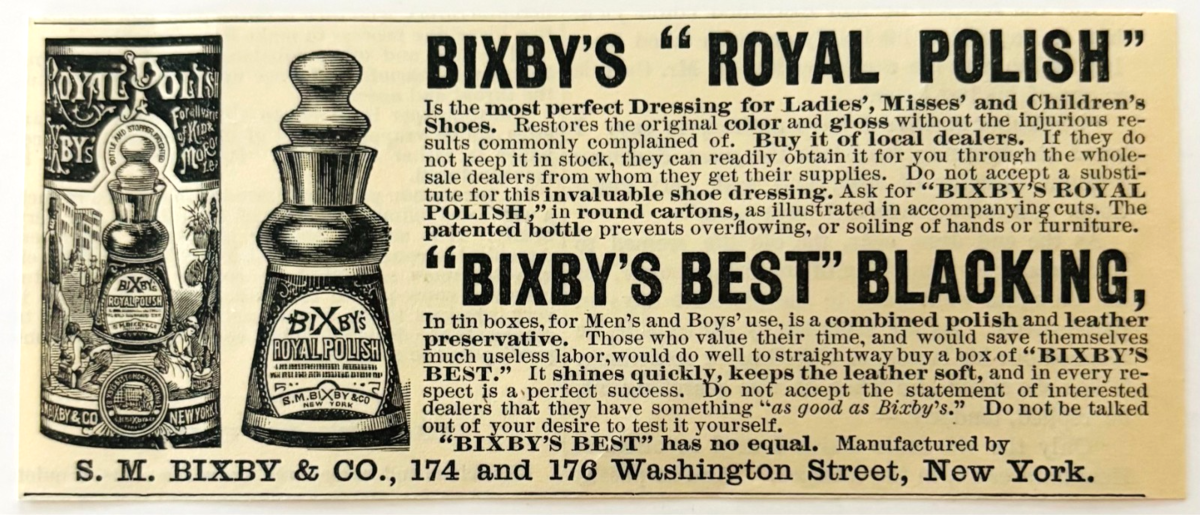 ROYAL POLISH
BOTTLE AND STOPPER PATENTED
BIXBY'S
ROYAL POLISH
S.M. BIXBY & CO
BIXBY & CO
NEW YORK
BIXBY'S
ROYAL POLISH
S. M. BIXBY & CO
NEW YORK
BIXBY'S “ROYAL POLISH”
Is the most perfect Dressing for Ladies', Misses' and Children's
Shoes. Restores the original color and gloss without the injurious re-
sults commonly complained of. Buy it of local dealers. If they do
not keep it in stock, they can readily obtain it for you through the whole-
sale dealers from whom they get their supplies. Do not accept a substi-
tute for this invaluable shoe dressing. Ask for “BIXBY'S ROYAL
POLISH,” in round cartons, as illustrated in accompanying cuts. The
patented bottle prevents overflowing, or soiling of hands or furniture.
“BIXBY'S BEST” BLACKING,
In tin boxes, for Men's and Boys' use, is a combined polish and leather
preservative. Those who value their time, and would save themselves
much useless labor, would do well to straightway buy a box of “BIXBY'S
BEST.” It shines quickly, keeps the leather soft, and in every re-
spect is a perfect success. Do not accept the statement of interested
dealers that they have something “as good as Bixby's.” Do not be talked
out of your desire to test it yourself.
“BIXBY'S BEST” has no equal. Manufactured by
S. M. BIXBY & CO., 174 and 176 Washington Street, New York.